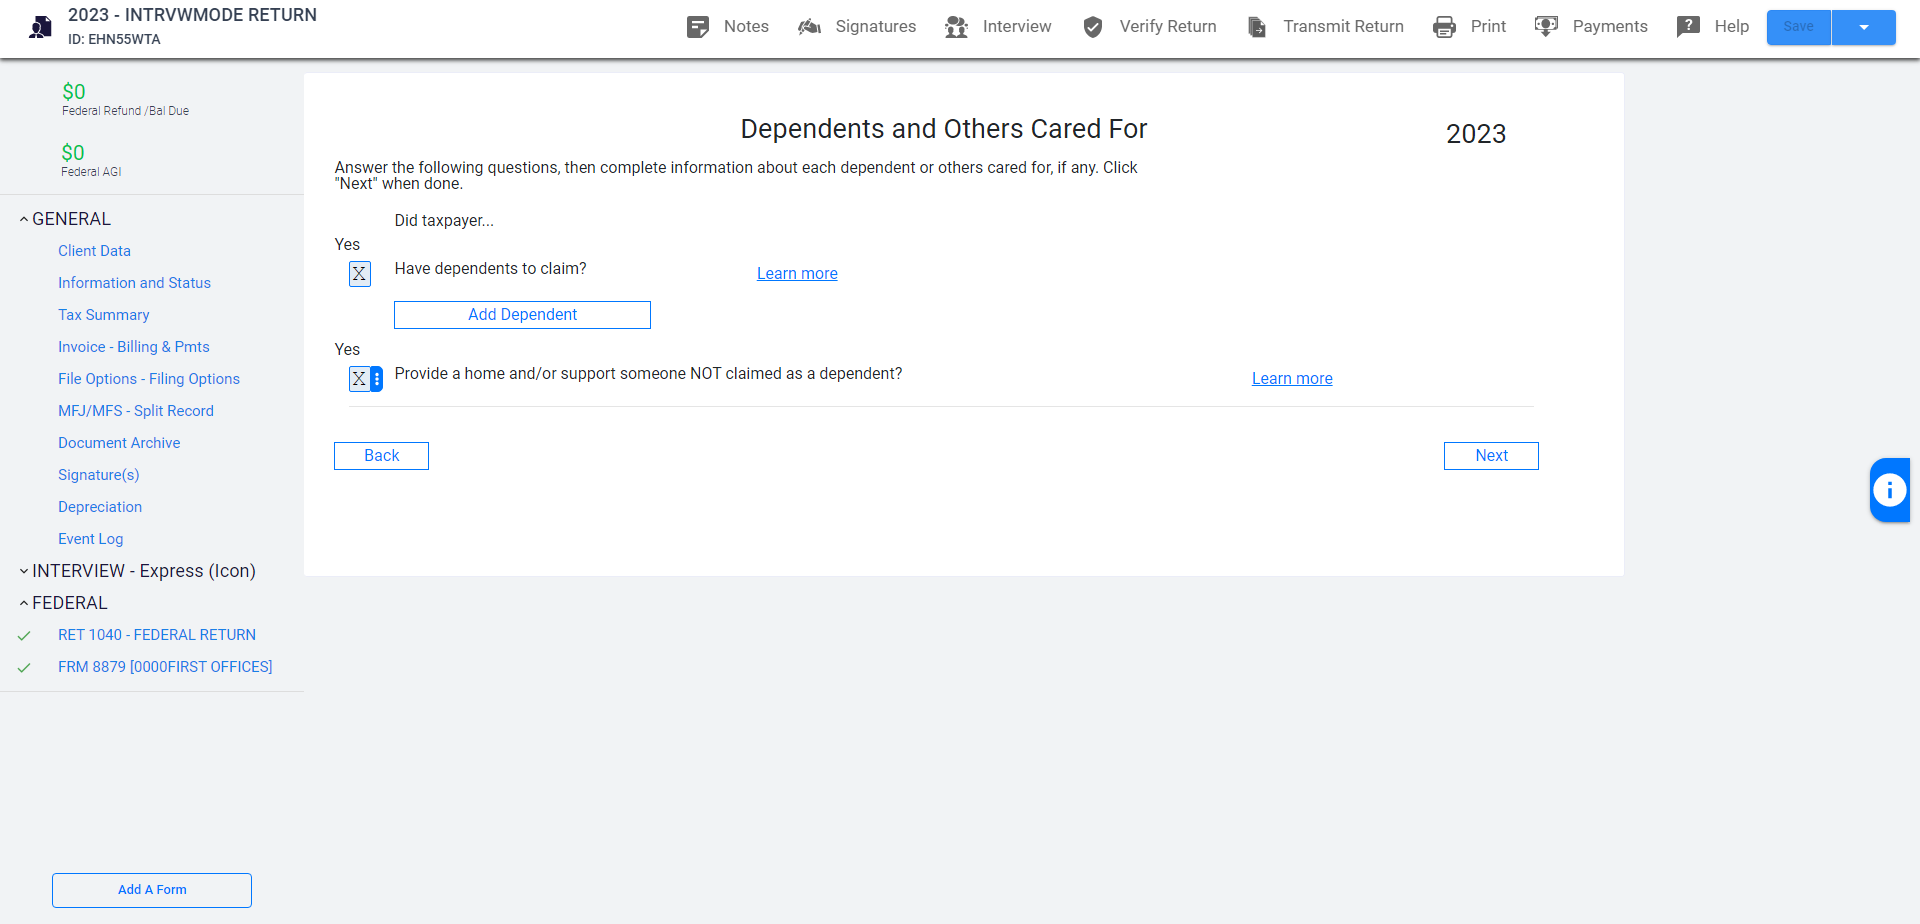 2023 - INTRVWMODE RETURN
ID: EHN55WTA
Notes
Signatures
Interview
Verify Return
Transmit Return
Print
Payments
Help
Save
$0
Federal Refund /Bal Due
$0
Federal AGI
GENERAL
Client Data
Information and Status
Tax Summary
Invoice - Billing & Pmts
File Options - Filing Options
MFJ/MFS - Split Record
Document Archive
Signature(s)
Depreciation
Event Log
INTERVIEW - Express (Icon)
FEDERAL
RET 1040 - FEDERAL RETURN
FRM 8879 [0000FIRST OFFICES]
Add A Form
Dependents and Others Cared For
2023
Answer the following questions, then complete information about each dependent or others cared for, if any. Click
"Next" when done.
Did taxpayer...
Yes
X Have dependents to claim? Learn more
Add Dependent
Yes
X Provide a home and/or support someone NOT claimed as a dependent? Learn more
Back
Next